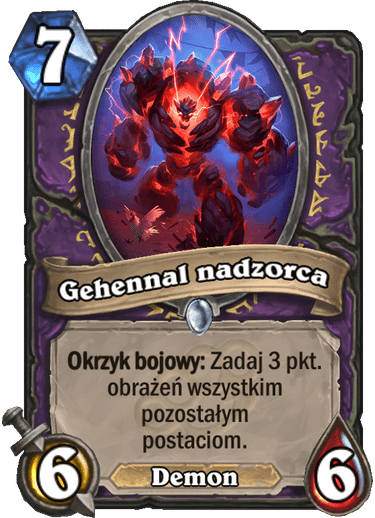 7
Gehennal nadzorca
Okrzyk bojowy: Zadaj 3 pkt.
obrażeń wszystkim
pozostałym
postaciom.
6
Demon
6